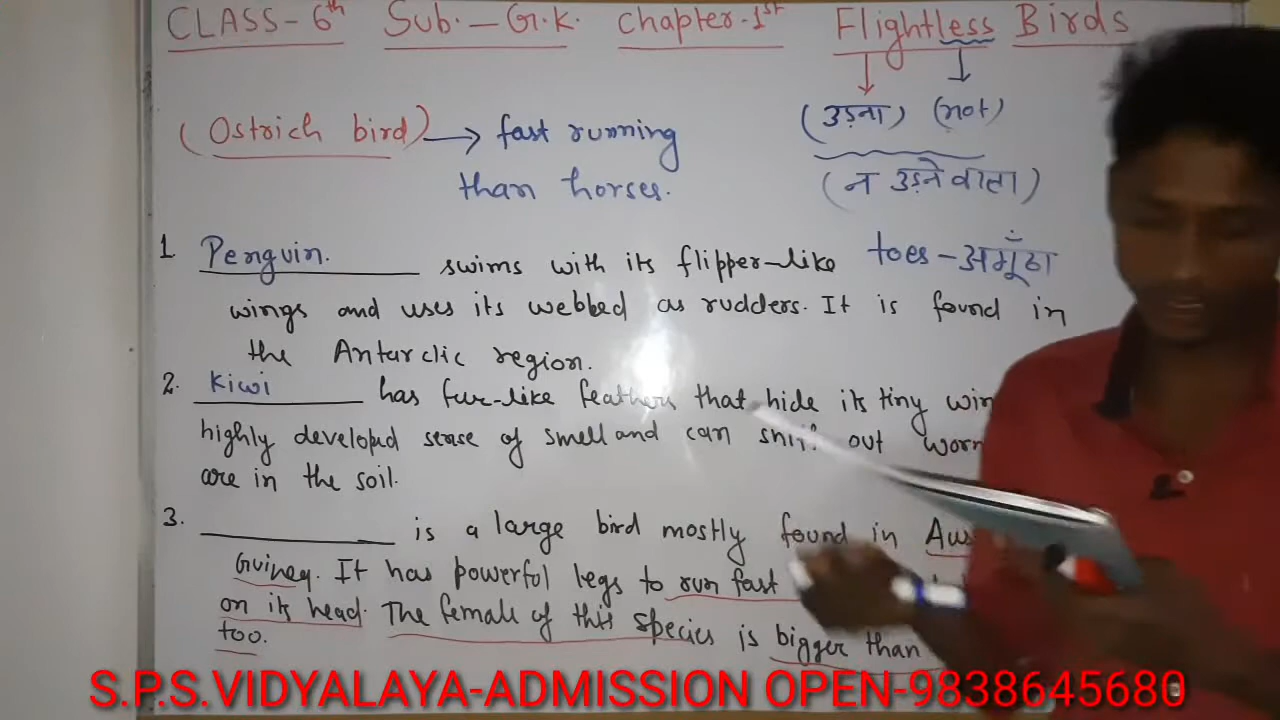 CLASS-6th Sub.-G.K. Chapter-1st Flightless Birds
(उड़ना) (not)
(Ostrich bird) → fast running
than horses.
(न उड़ने वाला)
1. Penguin. swims with its flipper-like toes-अगूँठा
wings and uses its webbed as rudders. It is found in
the Antarclic region.
2. Kiwi has fur-like feathers that hide its tiny
highly developed sense of smell and can sniff out
are in the soil.
3. is a large bird mostly found in
Guinea. It has powerful legs to run fast
on its head. The female of this species is bigger than
too.
S.P.S.VIDYALAYA-ADMISSION OPEN-9838645680